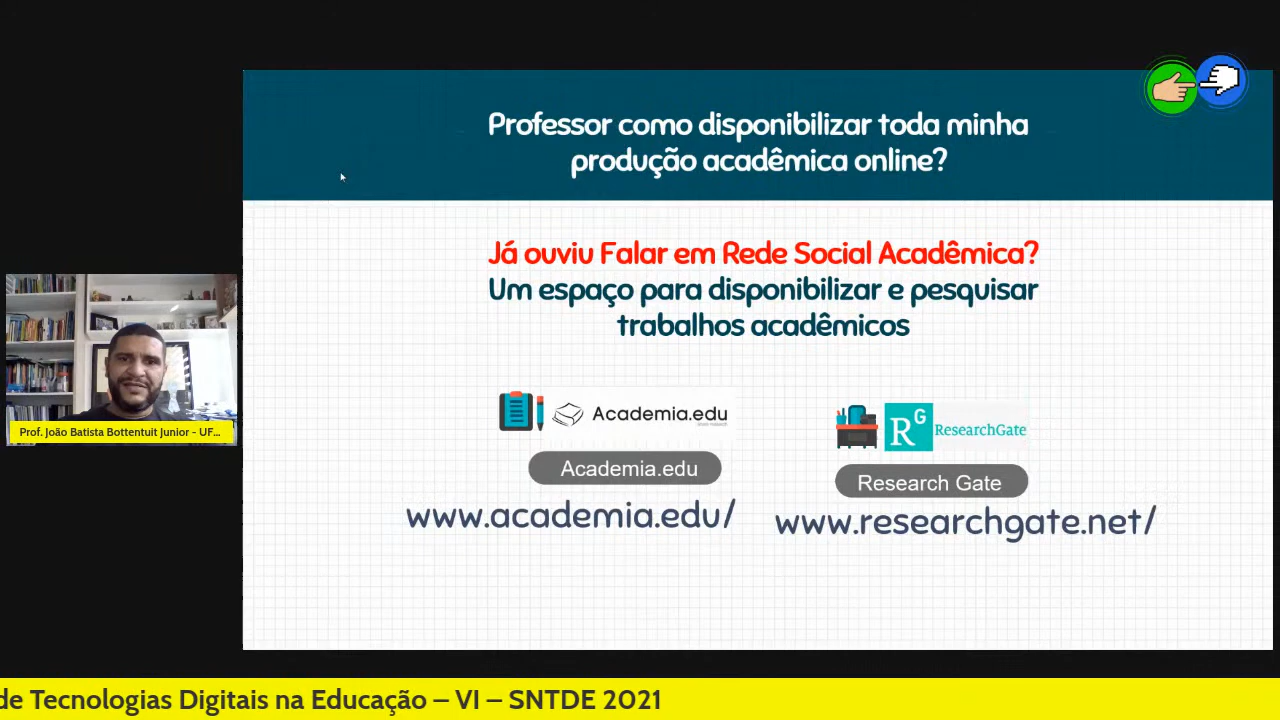 Professor como disponibilizar toda minha
produção acadêmica online?
Já ouviu Falar em Rede Social Acadêmica?
Um espaço para disponibilizar e pesquisar
trabalhos acadêmicos
Academia.edu
RG ResearchGate
Academia.edu
Research Gate
www.academia.edu/
www.researchgate.net/
Prof. João Batista Bottentuit Junior - UF...
de Tecnologias Digitais na Educação – VI – SNTDE 2021